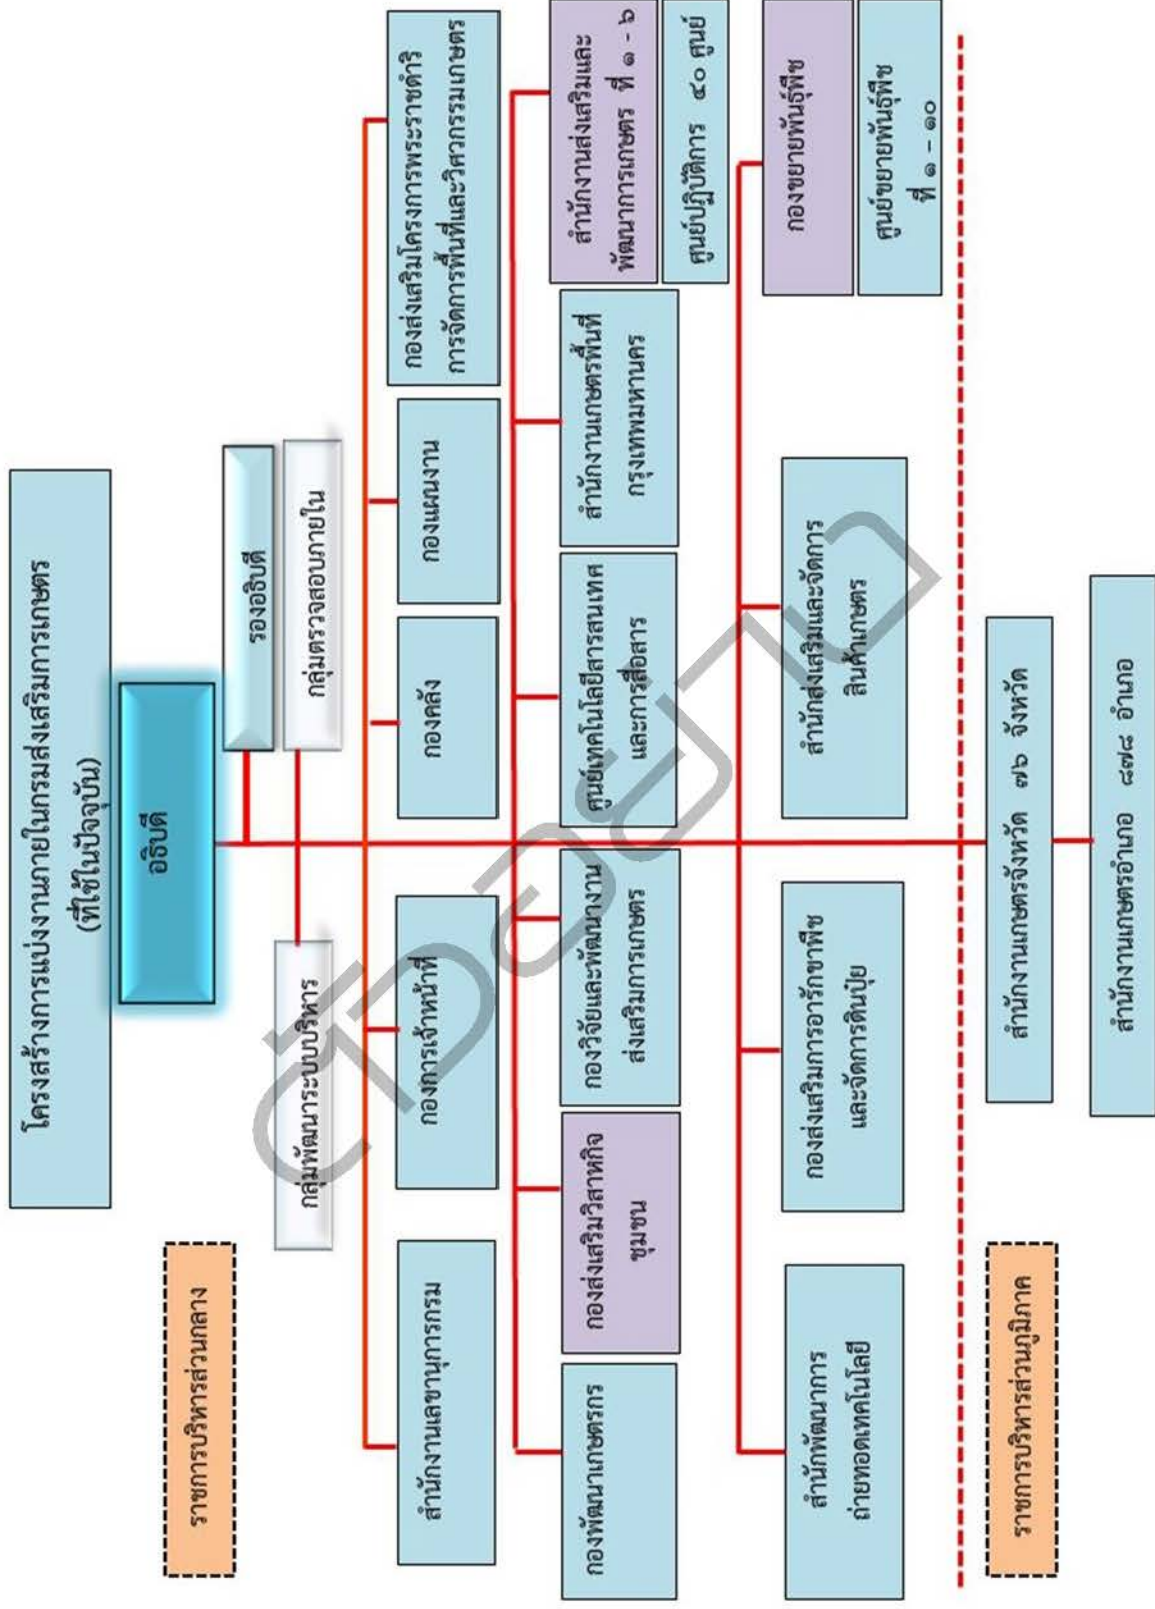 โครงสร้างการแบ่งงานภายในกรมส่งเสริมการเกษตร
(ที่ใช้ในปัจจุบัน)
ราชการบริหารส่วนกลาง
อธิบดี
รองอธิบดี
กลุ่มพัฒนาระบบบริหาร
กลุ่มตรวจสอบภายใน
สำนักงานเลขานุการกรม
กองการเจ้าหน้าที่
กองคลัง
กองแผนงาน
กองส่งเสริมโครงการพระราชดำริ
การจัดการพื้นที่และวิศวกรรมเกษตร
กองพัฒนาเกษตรกร
กองส่งเสริมวิสาหกิจ
ชุมชน
กองวิจัยและพัฒนางาน
ส่งเสริมการเกษตร
ศูนย์เทคโนโลยีสารสนเทศ
และการสื่อสาร
สำนักงานเกษตรพื้นที่
กรุงเทพมหานคร
สำนักงานส่งเสริมและ
พัฒนาการเกษตร ที่ ๑ - ๖
ศูนย์ปฏิบัติการ ๔๐ ศูนย์
สำนักพัฒนาการ
ถ่ายทอดเทคโนโลยี
กองส่งเสริมการอารักขาพืช
และจัดการดินปุ๋ย
สำนักส่งเสริมและจัดการ
สินค้าเกษตร
กองขยายพันธุ์พืช
ศูนย์ขยายพันธุ์พืช
ที่ ๑ - ๑๐
ราชการบริหารส่วนภูมิภาค
สำนักงานเกษตรจังหวัด ๗๖ จังหวัด
สำนักงานเกษตรอำเภอ ๘๗๘ อำเภอ
ตัวอย่าง